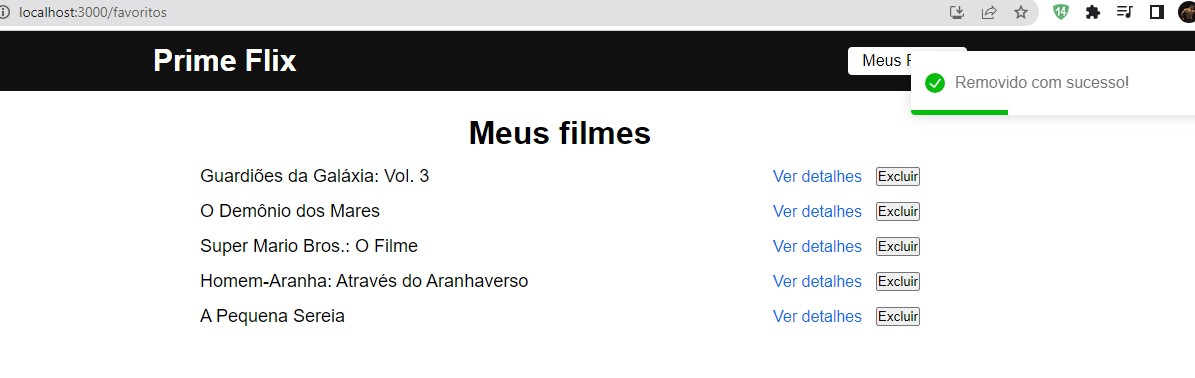 localhost:3000/favoritos
14
Prime Flix
Meus
Removido com sucesso!
Meus filmes
Guardiões da Galáxia: Vol. 3 Ver detalhes Excluir
O Demônio dos Mares Ver detalhes Excluir
Super Mario Bros.: O Filme Ver detalhes Excluir
Homem-Aranha: Através do Aranhaverso Ver detalhes Excluir
A Pequena Sereia Ver detalhes Excluir